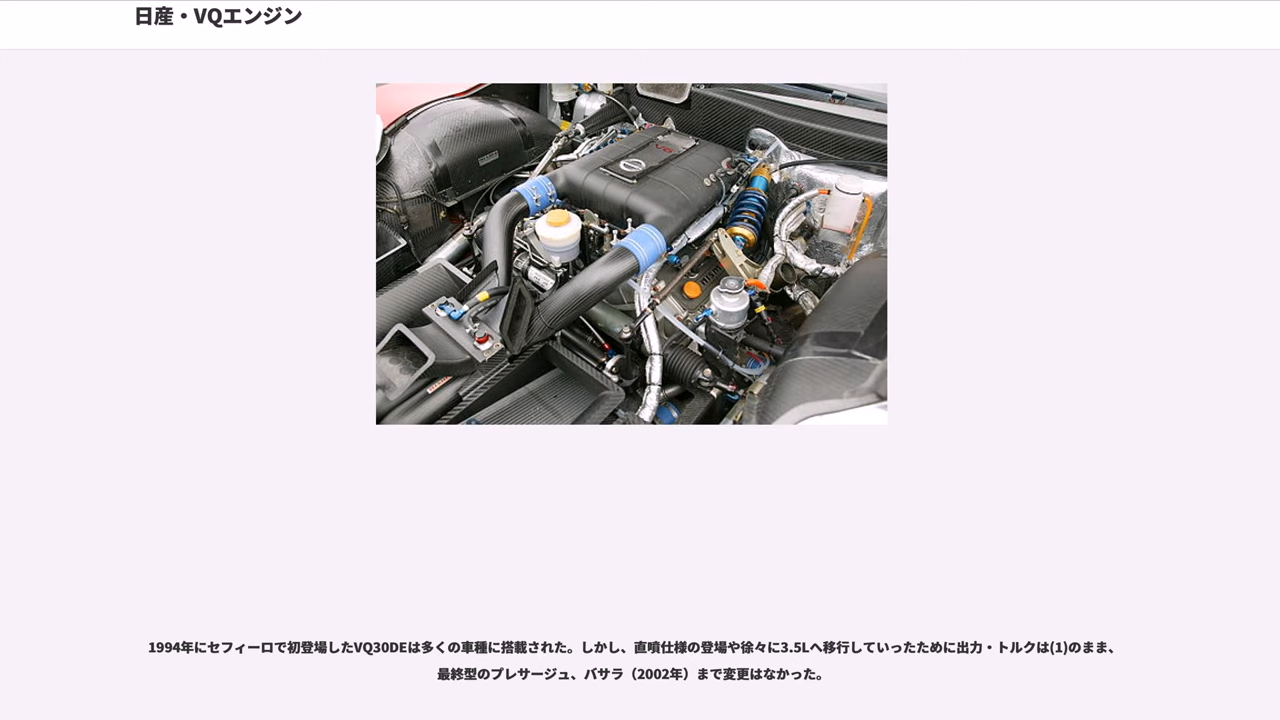 日産・VQエンジン
V6
1994年にセフィーロで初登場したVQ30DEは多くの車種に搭載された。しかし、直噴仕様の登場や徐々に3.5Lへ移行していったために出力・トルクは(1)のまま、
最終型のプレサージュ、バサラ（2002年）まで変更はなかった。